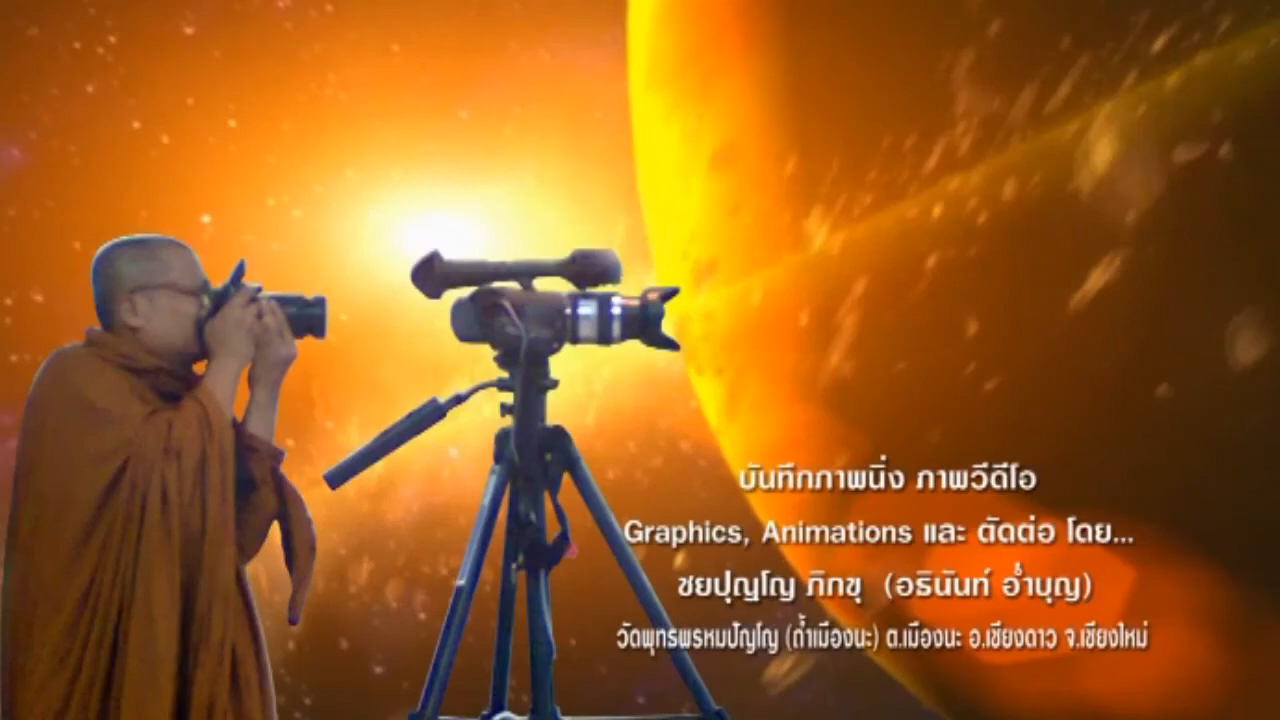 บันทึกภาพนิ่ง ภาพวีดีโอ
Graphics, Animations และ ตัดต่อ โดย...
ชยปุญโญ ภิกขุ (อธินันท์ อ่ำบุญ)
วัดพุทธพรหมปัญโญ (ถ้ำเมืองนะ) ต.เมืองนะ อ.เชียงดาว จ.เชียงใหม่